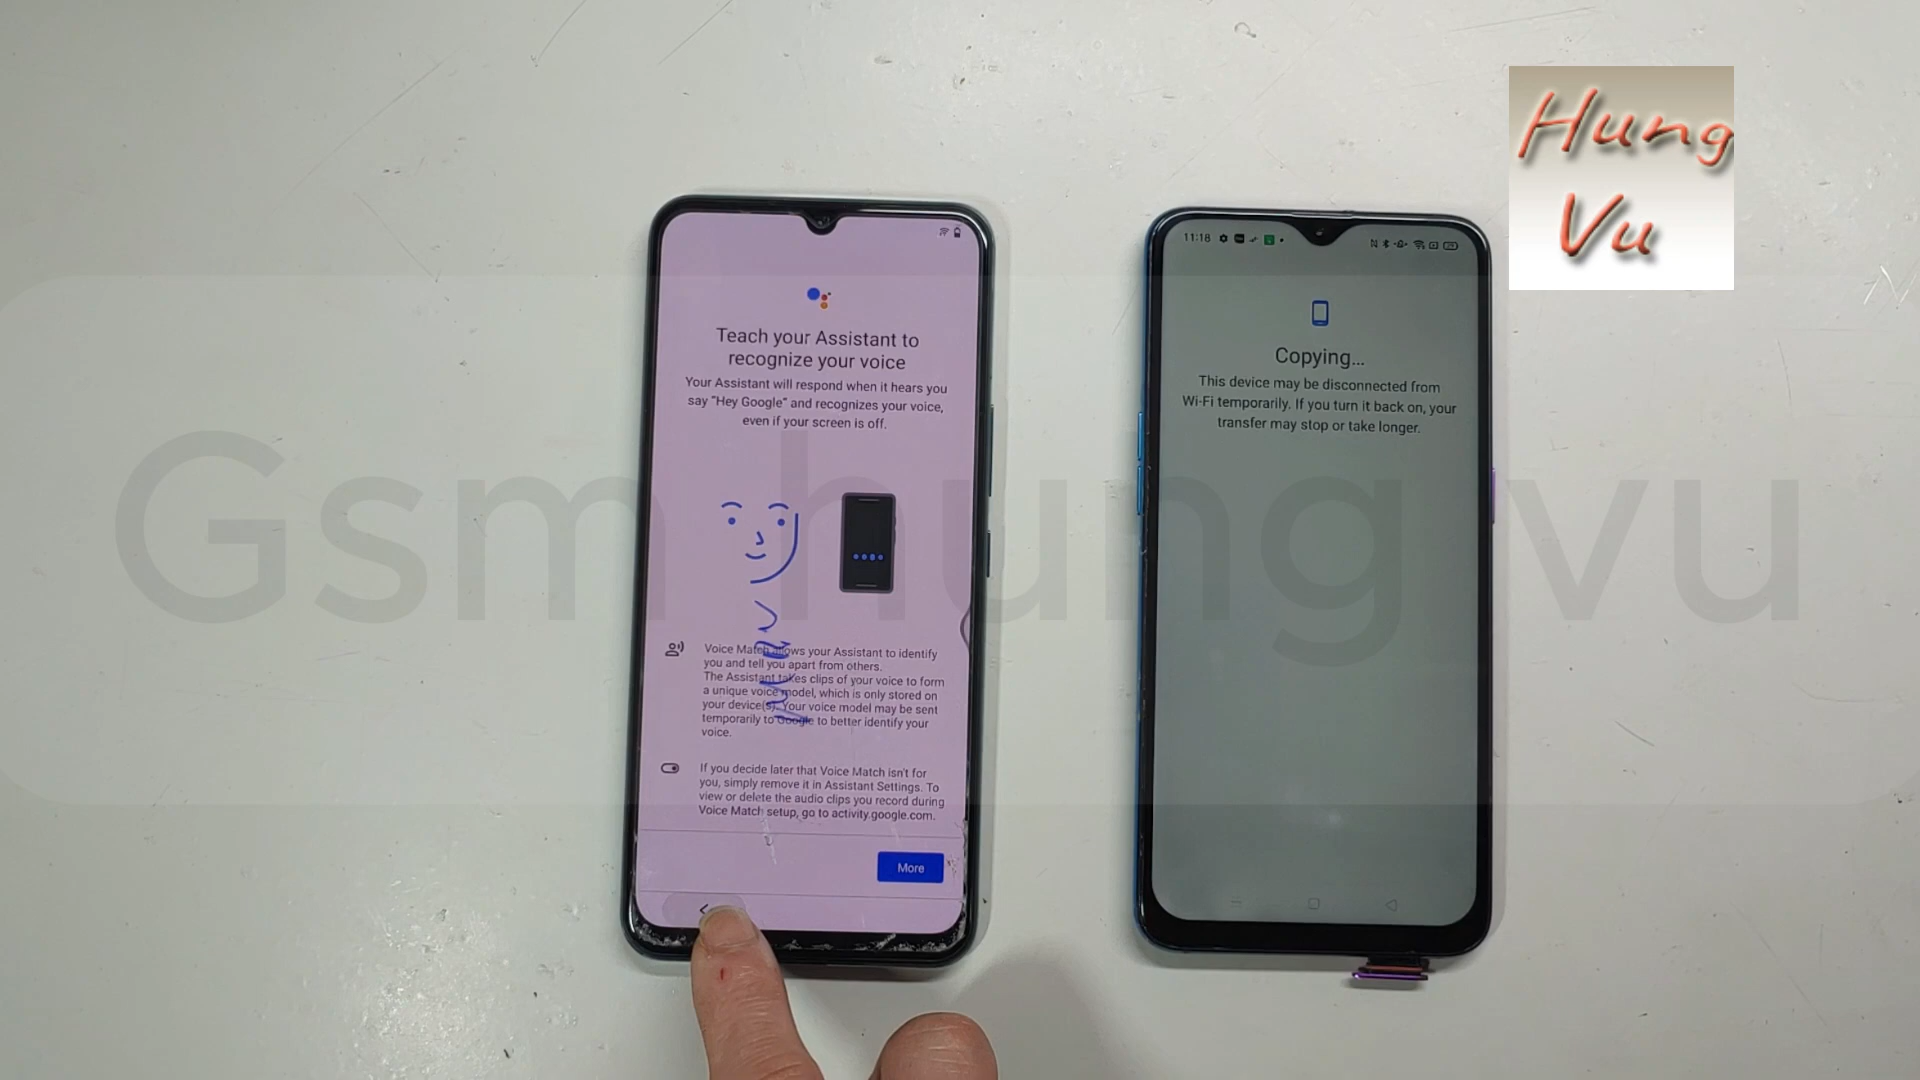 Teach your Assistant to
recognize your voice
Your Assistant will respond when it hears you
say "Hey Google" and recognizes your voice,
even if your screen is off.
Voice Match allows your Assistant to identify
you and tell you apart from others.
The Assistant takes clips of your voice to form
a unique voice model, which is only stored on
your device(s). Your voice model may be sent
temporarily to Google to better identify your
voice.
If you decide later that Voice Match isn't for
you, simply remove it in Assistant Settings. To
view or delete the audio clips you record during
Voice Match setup, go to activity.google.com.
More
11:18
Copying...
This device may be disconnected from
Wi-Fi temporarily. If you turn it back on, your
transfer may stop or take longer.
Hung
Vu
Gsm hung vu